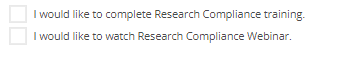 I would like to complete Research Compliance training.
I would like to watch Research Compliance Webinar.